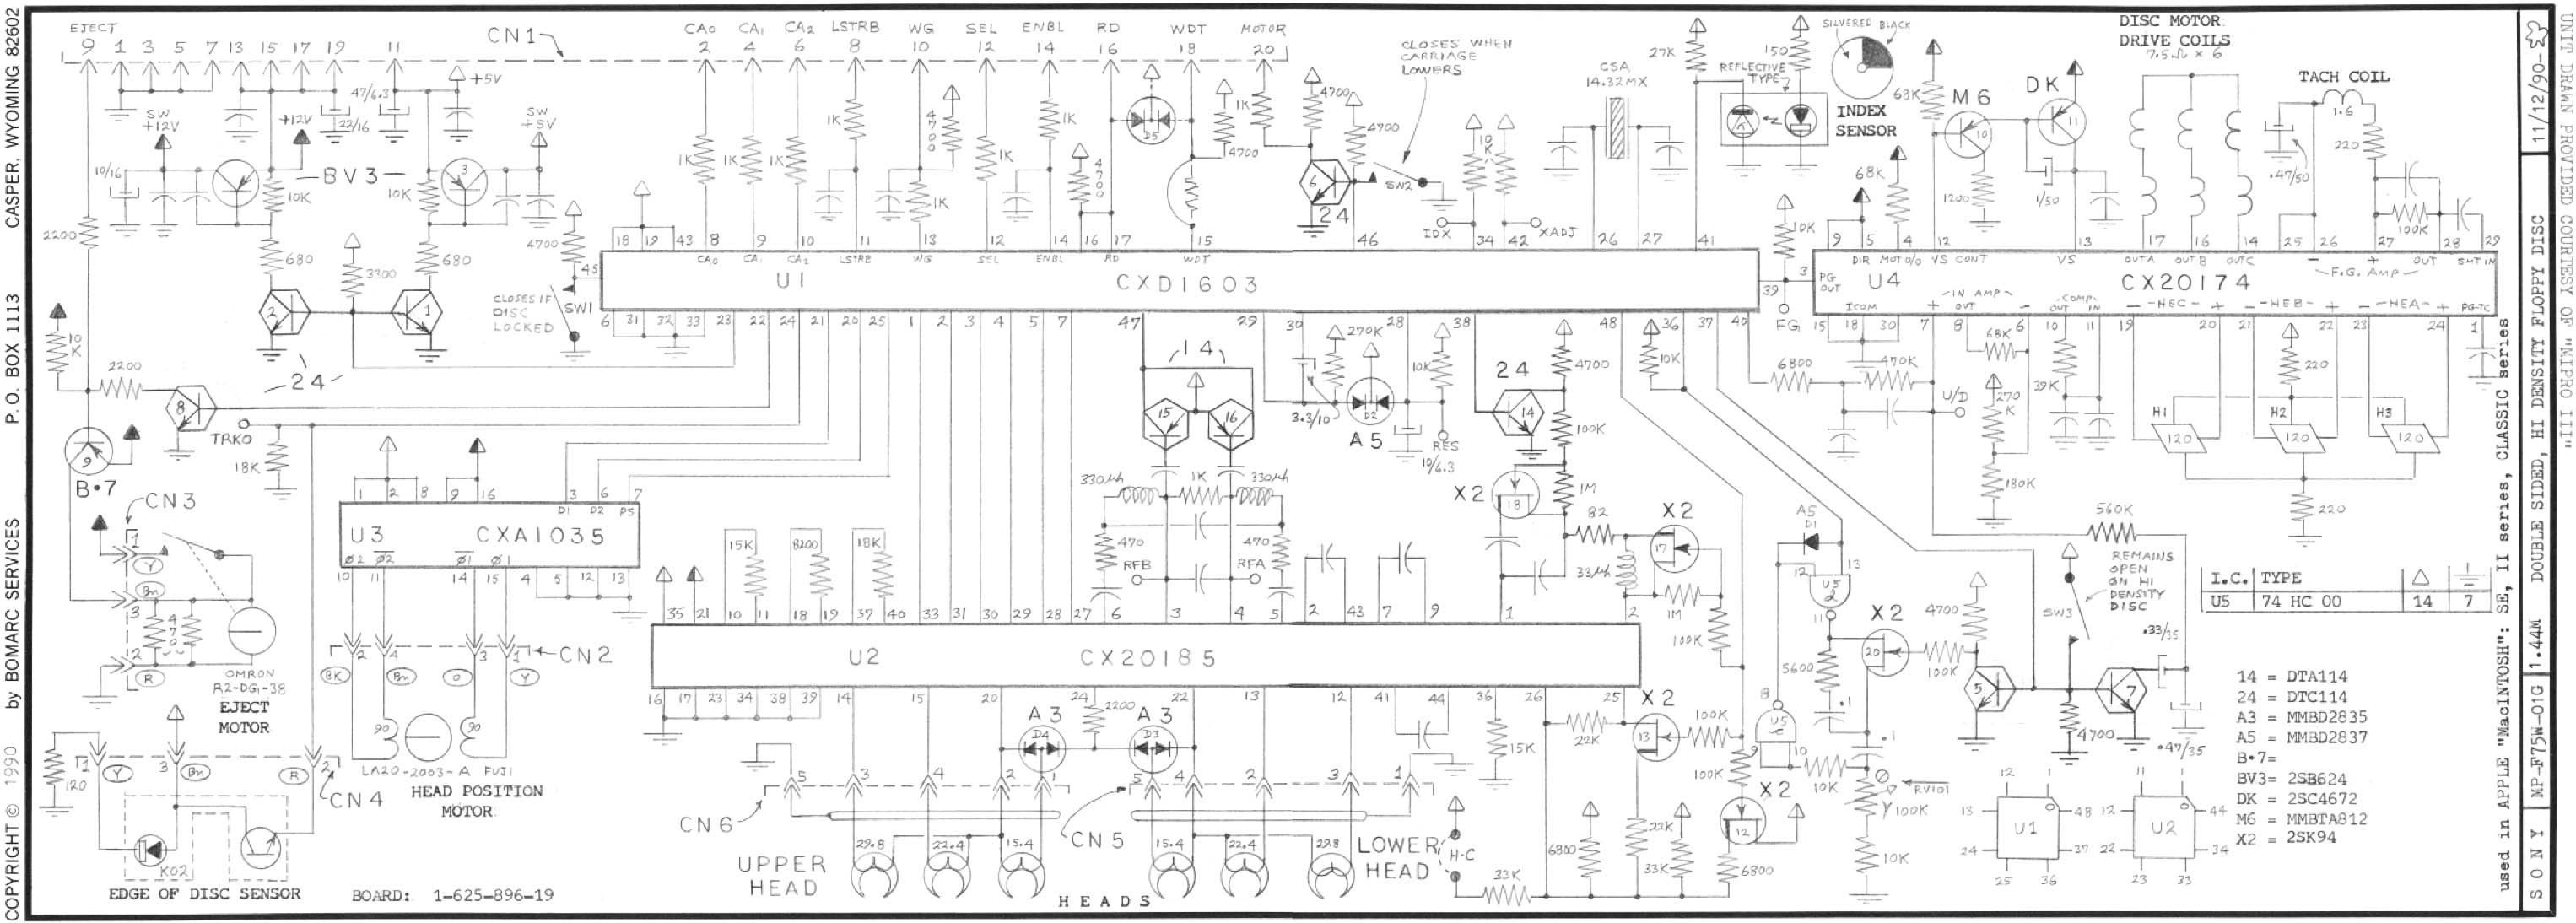 COPYRIGHT © 1990 by BOMARC SERVICES P. O. BOX 1113 CASPER, WYOMING 82602
EJECT
9 1 3 5 7 13 15 17 19 11
CN1
CA0 CA1 CA2 LSTRB WG SEL ENBL RD WDT MOTOR
2 4 6 8 10 12 14 16 18 20
CLOSES WHEN
CARRIAGE
LOWERS
CSA
14.32MX
27K
150
REFLECTIVE
TYPE
SILVERED BLACK
INDEX
SENSOR
DISC MOTOR
DRIVE COILS
7.5Ω × 6
TACH COIL
1.6
220
.47/50
100K
68K
M6
DK
10
11
1200
1/50
68K
10K
+5V
47/6.3
22/16
SW
+12V
+12V
SW
+5V
10/16
BV3
3
10K
10K
2200
680
3300
680
4700
CLOSES IF
DISC
LOCKED
SW1
2
1
24
1K
1K
1K
1K
4700
1K
1K
1K
4700
D5
4700
1K
4700
4700
6
24
SW2
10K
IDX
XADJ
18 19 43 8 9 10 11 13 12 14 16 17 15 46 34 42 26 27 41
CA0 CA1 CA2 LSTRB WG SEL ENBL RD WDT
45
U1 CXD1603
39
6 31 32 33 23 22 24 21 20 25 1 2 3 4 5 7 47 29 30 28 38 48 36 37 40
FG
9 5 4 12 13 17 16 14 25 26 27 28 29
DIR MOT O/O VS CONT VS OUTA OUTB OUTC - + OUT SMT IN
F.G. AMP
3 PG OUT
U4 CX20174
ICOM
IN AMP
+ OUT -
COMP
OUT IN
-HEC- + -HEB- + -HEA- + PG-TC
15 18 30 7 8 6 10 11 19 20 21 22 23 24 1
10K
2200
8
TRKO
18K
9
B·7
CN3
1
Y
Bn
3
12
R
470
OMRON
R2-DG1-38
EJECT
MOTOR
1 2 8 9 16 3 6 7
D1 D2 PS
U3 CXA1035
Ø2 Ø2 Ø1 Ø1
10 11 14 15 4 5 12 13
2 4 3 1
CN2
BK Bn O Y
90 90
LA20-2003-A FUJI
HEAD POSITION
MOTOR
120
1 Y 3 Bn R 2
CN4
K02
EDGE OF DISC SENSOR
BOARD: 1-625-896-19
14
15 16
330µh 1K 330µh
470 470
RFB RFA
270K
3.3/10
D2
A5
10K
RES
10/6.3
24
14
4700
100K
X2
18
1M
82
X2
17
33µh
1M
100K
10K
6800
470K
U/D
68K
270K
180K
39K
220
H1 H2 H3
120 120 120
220
560K
A5
D1
12 13
U5
11
X2
20
5600
.1
100K
4700
SW3
REMAINS
OPEN
ON HI
DENSITY
DISC
.33/35
5
7
4700
.47/35
15K 8200 18K
35 21 10 11 18 19 37 40 33 31 30 29 28 27 6 3 4 5 2 43 7 9 1 2
U2 CX20185
16 17 23 34 38 39 14 15 20 24 22 13 12 41 44 36 26 25
A3 A3
D4 D3
2200
5 3 4 2 1
5 4 2 3 1
CN6
CN5
29.8 22.4 15.4 15.4 22.4 29.8
UPPER
HEAD
LOWER
HEAD
HEADS
H-C
33K
15K
22K
X2
13
100K
100K
X2
12
6800
22K
33K
6800
8
U5
9 10
10K
.1
RV101
100K
10K
I.C. TYPE
U5 74 HC 00 14 7
14 = DTA114
24 = DTC114
A3 = MMBD2835
A5 = MMBD2837
B·7=
BV3= 2SB624
DK = 2SC4672
M6 = MMBTA812
X2 = 2SK94
12 1
13 48
U1
24 37
25 36
11 1
12 44
U2
22 34
23 33
used in APPLE "MacINTOSH": SE, II series, CLASSIC series
SONY MP-F75W-01G 1.44M DOUBLE SIDED, HI DENSITY FLOPPY DISC 11/12/90-
UNIT DRAWN PROVIDED COURTESY OF "MIPRO III"